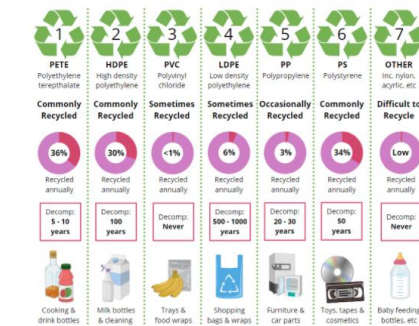 1
PETE
Polyethylene
terepthalate
Commonly
Recycled
36%
Recycled
annually
Decomp:
5 - 10
years
Cooking &
drink bottles
2
HDPE
High density
polyethylene
Commonly
Recycled
30%
Recycled
annually
Decomp:
100
years
Milk bottles
& cleaning
3
PVC
Polyvinyl
chloride
Sometimes
Recycled
<1%
Recycled
annually
Decomp:
Never
Trays &
food wraps
4
LDPE
Low density
polyethylene
Sometimes
Recycled
6%
Recycled
annually
Decomp:
500 - 1000
years
Shopping
bags & wraps
5
PP
Polypropylene
Occasionally
Recycled
3%
Recycled
annually
Decomp:
20 - 30
years
Furniture &
car parts
6
PS
Polystyrene
Commonly
Recycled
34%
Recycled
annually
Decomp:
50
years
Toys, tapes &
cosmetics
7
OTHER
Inc. nylon,
acyrlic, etc
Difficult to
Recycled
Low
Recycled
annually
Decomp:
Never
Baby feeding
bottles, etc